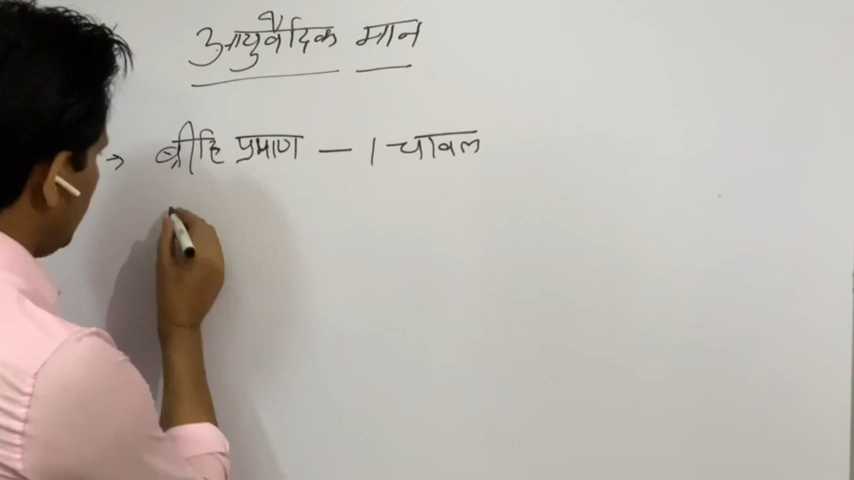 आयुर्वेदिक मान
→ व्रीहि प्रमाण — 1 चावल